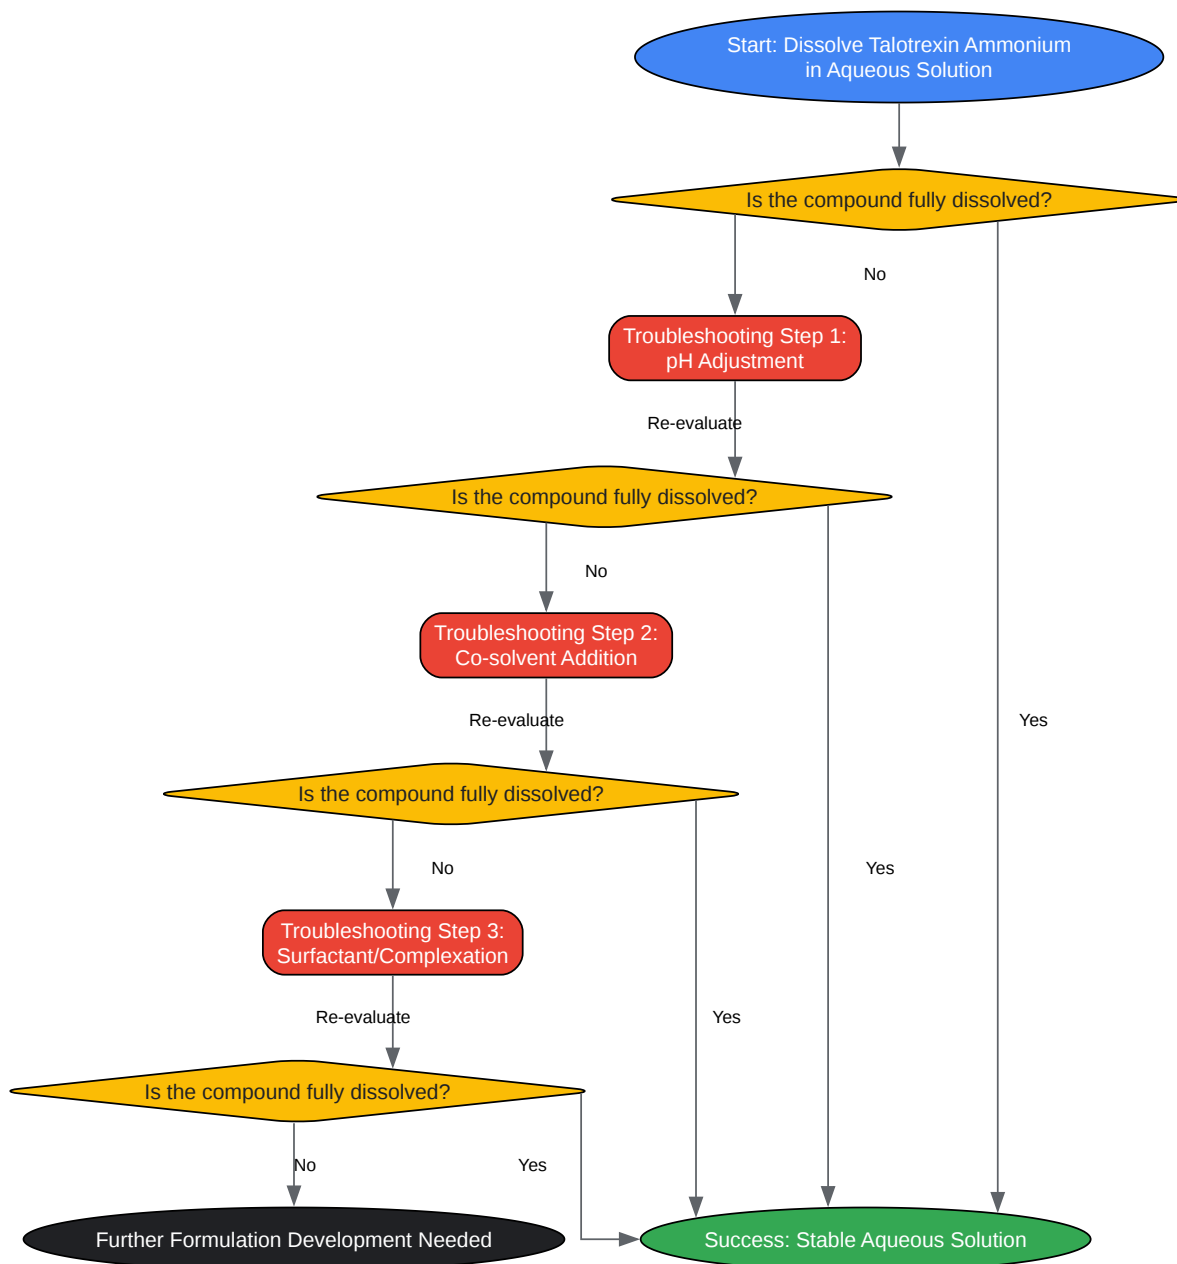 Start: Dissolve Talotrexin Ammonium
in Aqueous Solution
Is the compound fully dissolved?
No
Troubleshooting Step 1:
pH Adjustment
Re-evaluate
Is the compound fully dissolved?
No
Troubleshooting Step 2:
Co-solvent Addition
Re-evaluate
Yes
Is the compound fully dissolved?
No
Yes
Troubleshooting Step 3:
Surfactant/Complexation
Re-evaluate
Yes
Is the compound fully dissolved?
No
Yes
Further Formulation Development Needed
Success: Stable Aqueous Solution